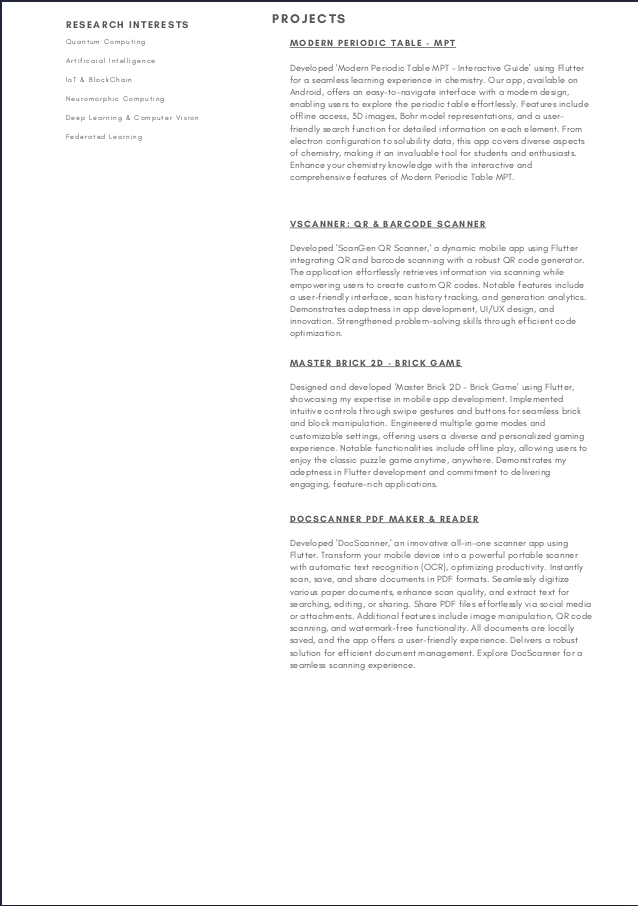 RESEARCH INTERESTS
Quantum Computing
Artificaial Intelligence
IoT & BlockChain
Neuromorphic Computing
Deep Learning & Computer Vision
Federated Learning
PROJECTS
MODERN PERIODIC TABLE - MPT
Developed 'Modern Periodic Table MPT - Interactive Guide' using Flutter
for a seamless learning experience in chemistry. Our app, available on
Android, offers an easy-to-navigate interface with a modern design,
enabling users to explore the periodic table effortlessly. Features include
offline access, 3D images, Bohr model representations, and a user-
friendly search function for detailed information on each element. From
electron configuration to solubility data, this app covers diverse aspects
of chemistry, making it an invaluable tool for students and enthusiasts.
Enhance your chemistry knowledge with the interactive and
comprehensive features of Modern Periodic Table MPT.
VSCANNER: QR & BARCODE SCANNER
Developed 'ScanGen QR Scanner,' a dynamic mobile app using Flutter
integrating QR and barcode scanning with a robust QR code generator.
The application effortlessly retrieves information via scanning while
empowering users to create custom QR codes. Notable features include
a user-friendly interface, scan history tracking, and generation analytics.
Demonstrates adeptness in app development, UI/UX design, and
innovation. Strengthened problem-solving skills through efficient code
optimization.
MASTER BRICK 2D - BRICK GAME
Designed and developed 'Master Brick 2D - Brick Game' using Flutter,
showcasing my expertise in mobile app development. Implemented
intuitive controls through swipe gestures and buttons for seamless brick
and block manipulation. Engineered multiple game modes and
customizable settings, offering users a diverse and personalized gaming
experience. Notable functionalities include offline play, allowing users to
enjoy the classic puzzle game anytime, anywhere. Demonstrates my
adeptness in Flutter development and commitment to delivering
engaging, feature-rich applications.
DOCSCANNER PDF MAKER & READER
Developed 'DocScanner,' an innovative all-in-one scanner app using
Flutter. Transform your mobile device into a powerful portable scanner
with automatic text recognition (OCR), optimizing productivity. Instantly
scan, save, and share documents in PDF formats. Seamlessly digitize
various paper documents, enhance scan quality, and extract text for
searching, editing, or sharing. Share PDF files effortlessly via social media
or attachments. Additional features include image manipulation, QR code
scanning, and watermark-free functionality. All documents are locally
saved, and the app offers a user-friendly experience. Delivers a robust
solution for efficient document management. Explore DocScanner for a
seamless scanning experience.